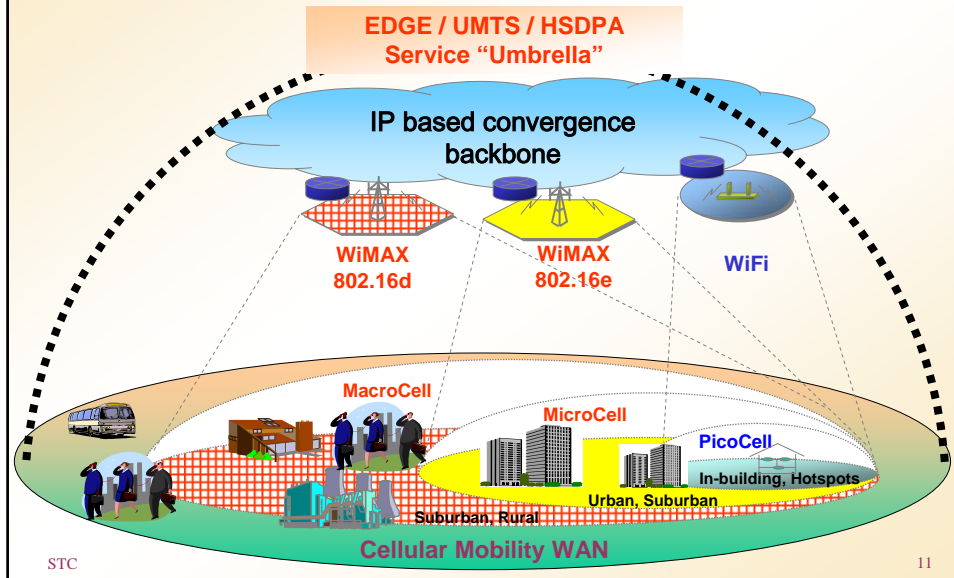 EDGE / UMTS / HSDPA
Service “Umbrella”
IP based convergence
backbone
WiMAX
802.16d
WiMAX
802.16e
WiFi
MacroCell
MicroCell
PicoCell
In-building, Hotspots
Urban, Suburban
Suburban, Rural
Cellular Mobility WAN
STC
11